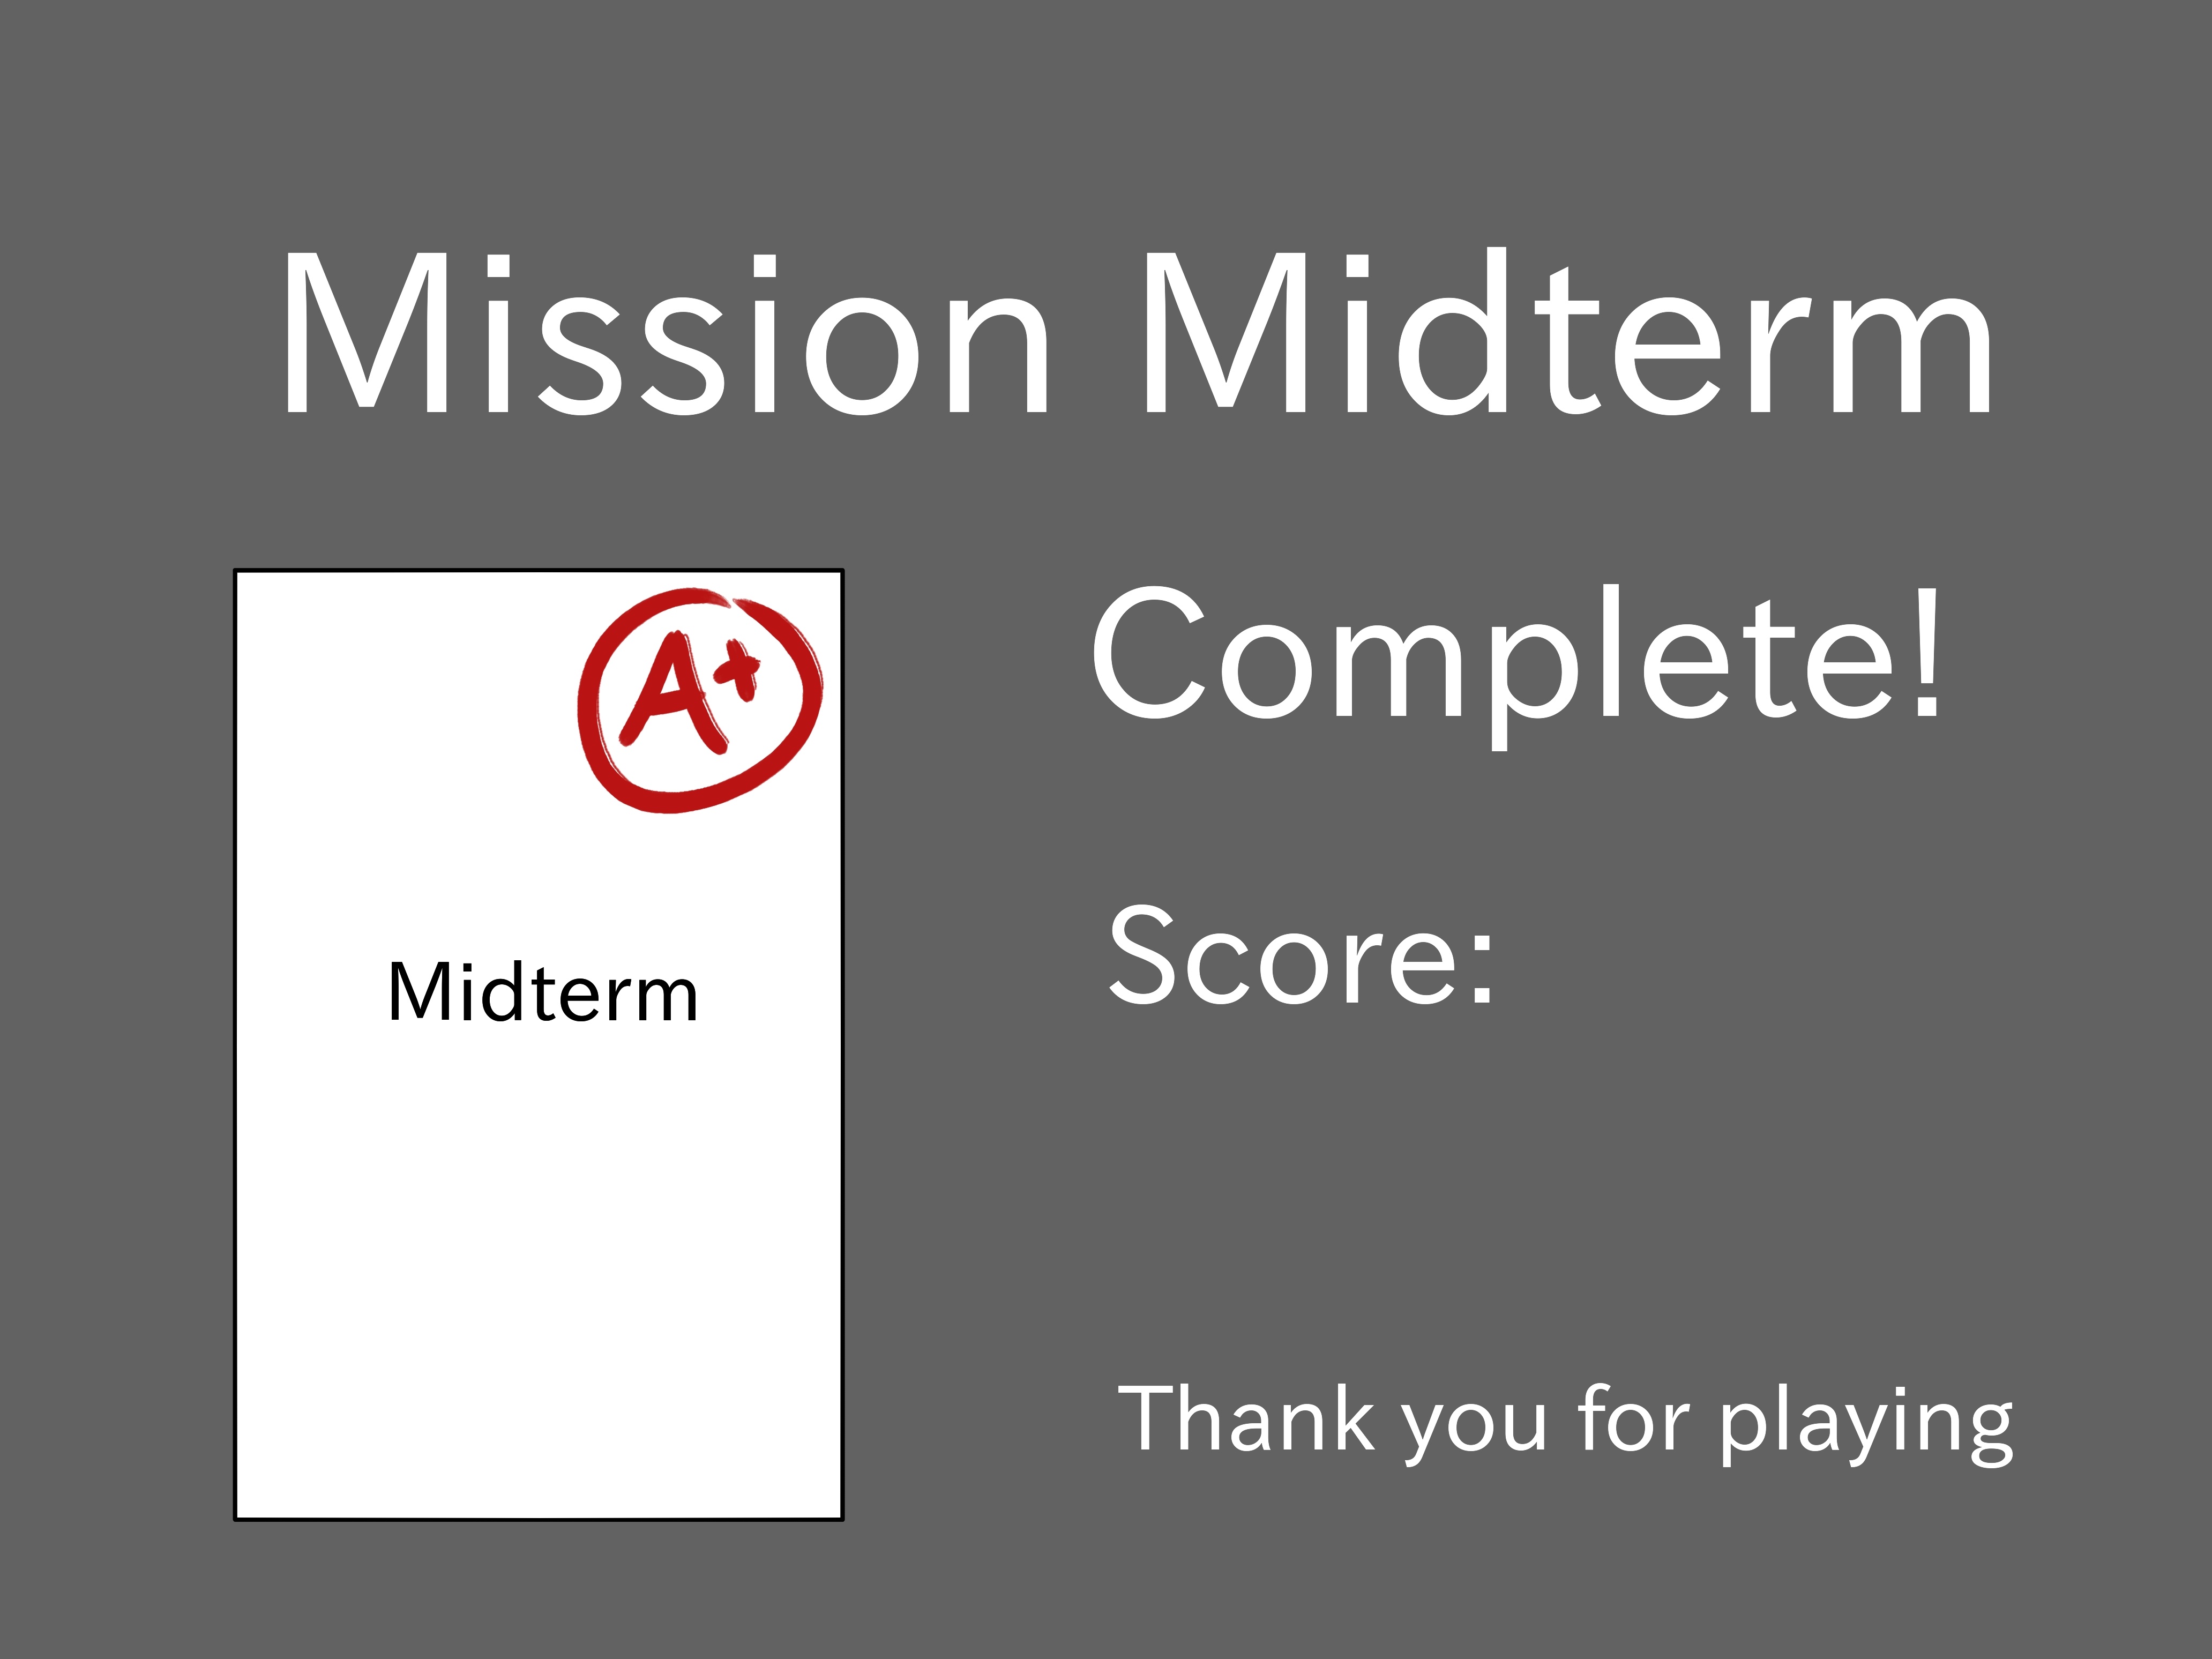 Mission Midterm
Complete!
A+
Midterm
Score:
Thank you for playing